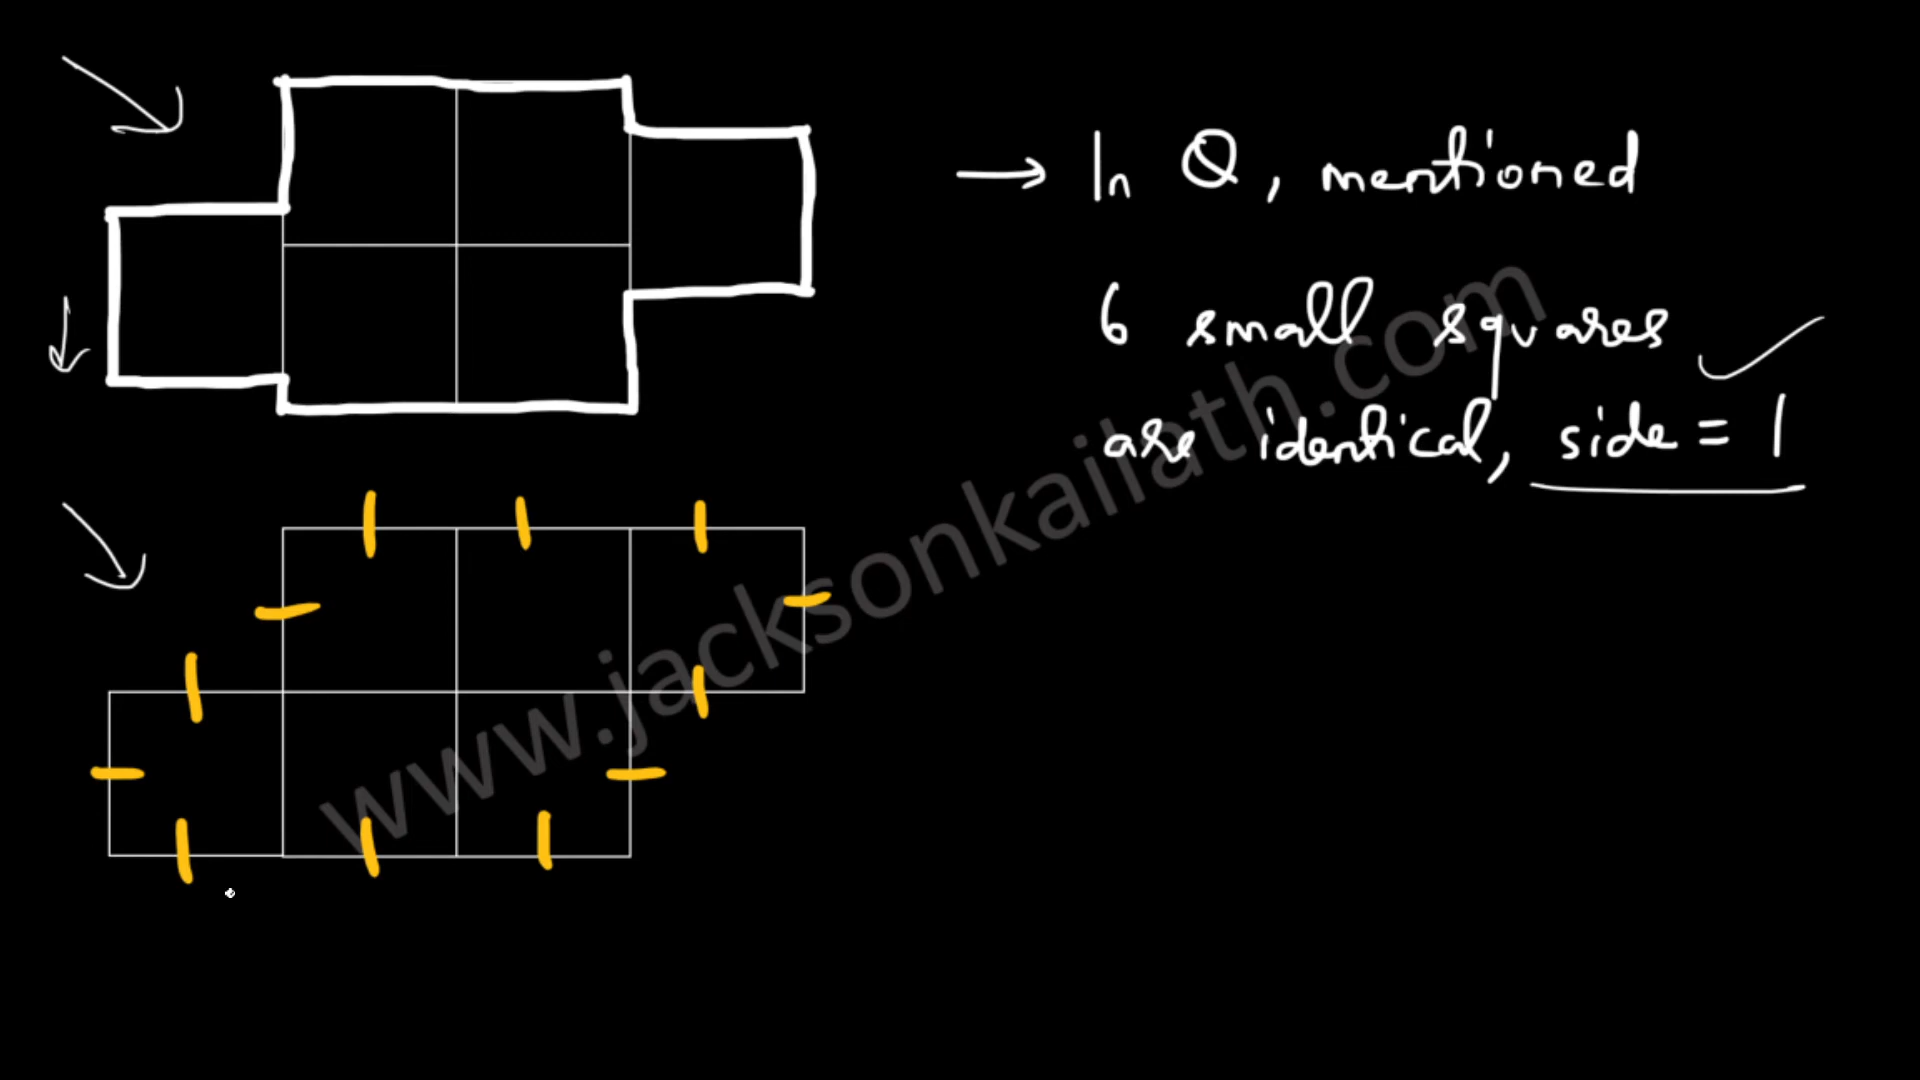 → In Q, mentioned
6 small squares
are identical, side = 1
www.jacksonkailath.com